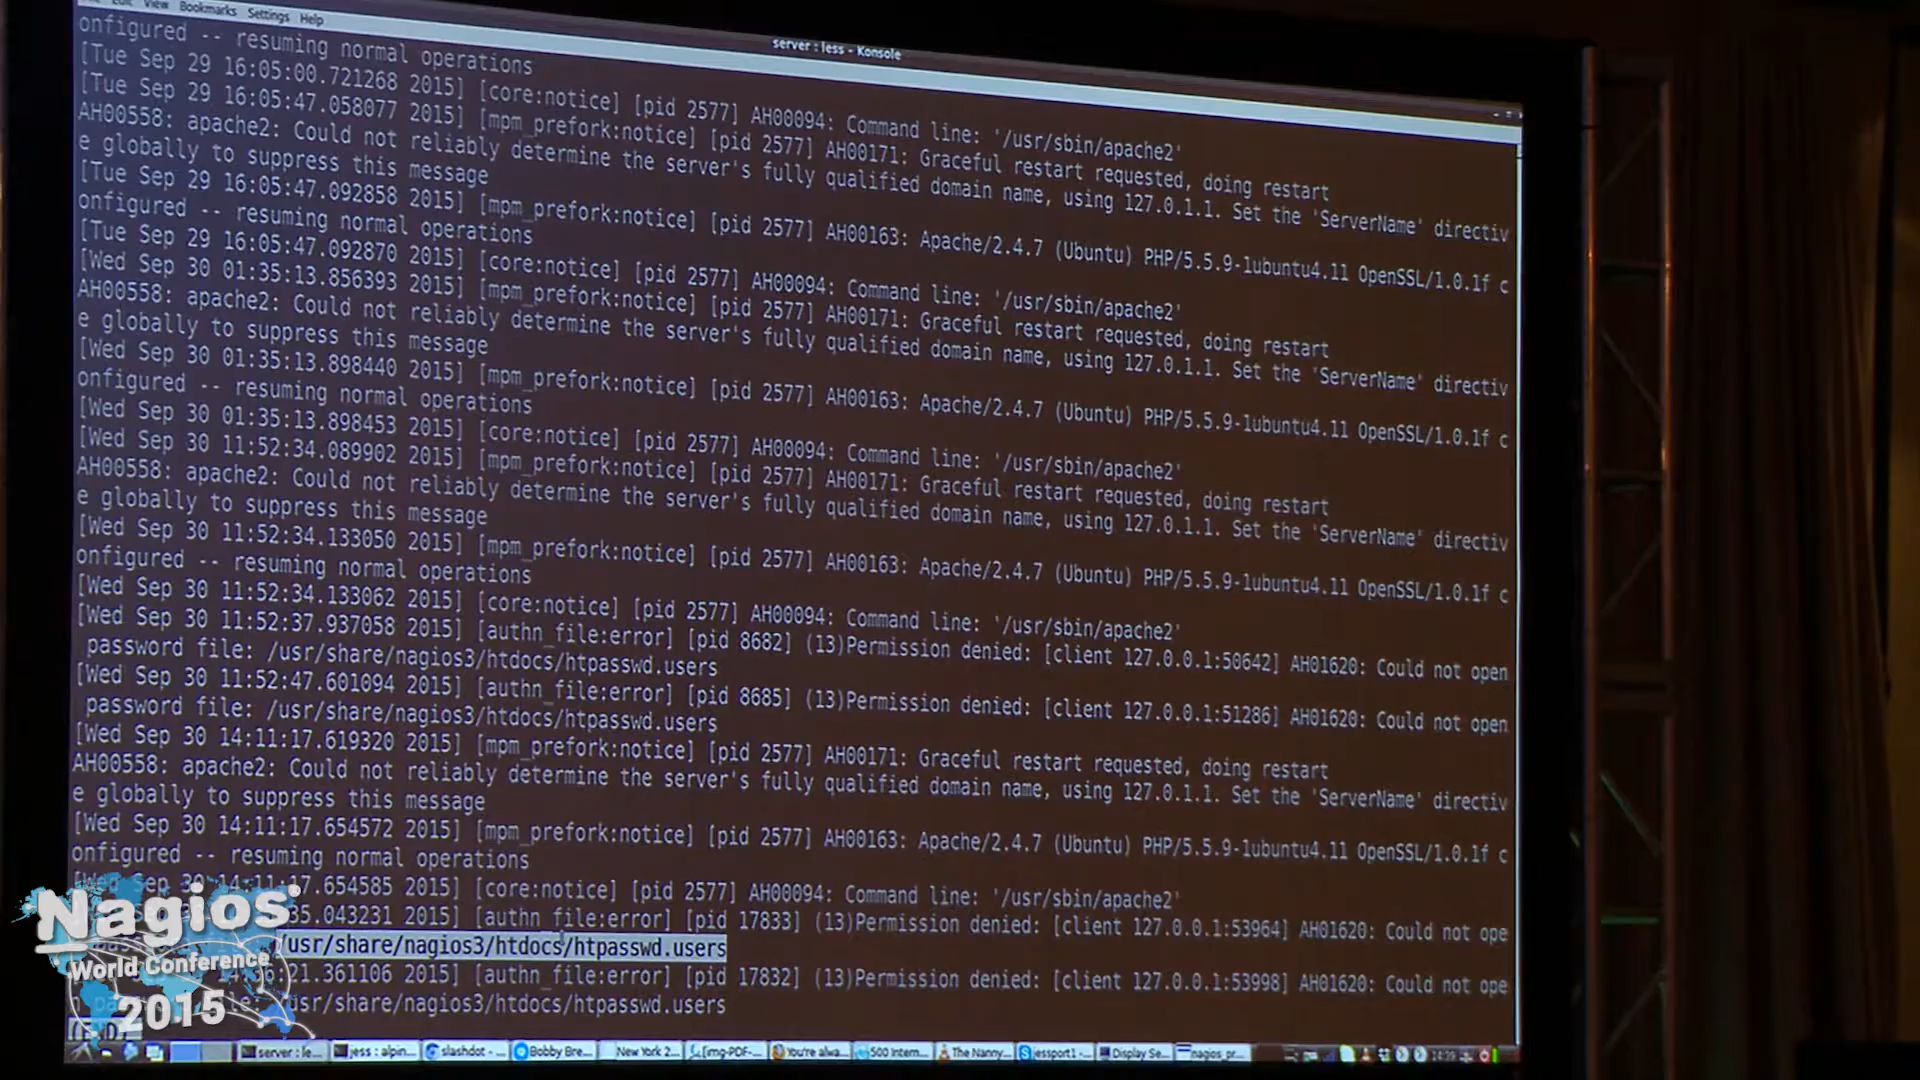 Edit View Bookmarks Settings Help
server : less - Konsole
onfigured -- resuming normal operations
[Tue Sep 29 16:05:00.721268 2015] [core:notice] [pid 2577] AH00094: Command line: '/usr/sbin/apache2'
[Tue Sep 29 16:05:47.058077 2015] [mpm_prefork:notice] [pid 2577] AH00171: Graceful restart requested, doing restart
AH00558: apache2: Could not reliably determine the server's fully qualified domain name, using 127.0.1.1. Set the 'ServerName' directiv
e globally to suppress this message
[Tue Sep 29 16:05:47.092858 2015] [mpm_prefork:notice] [pid 2577] AH00163: Apache/2.4.7 (Ubuntu) PHP/5.5.9-1ubuntu4.11 OpenSSL/1.0.1f c
onfigured -- resuming normal operations
[Tue Sep 29 16:05:47.092870 2015] [core:notice] [pid 2577] AH00094: Command line: '/usr/sbin/apache2'
[Wed Sep 30 01:35:13.856393 2015] [mpm_prefork:notice] [pid 2577] AH00171: Graceful restart requested, doing restart
AH00558: apache2: Could not reliably determine the server's fully qualified domain name, using 127.0.1.1. Set the 'ServerName' directiv
e globally to suppress this message
[Wed Sep 30 01:35:13.898440 2015] [mpm_prefork:notice] [pid 2577] AH00163: Apache/2.4.7 (Ubuntu) PHP/5.5.9-1ubuntu4.11 OpenSSL/1.0.1f c
onfigured -- resuming normal operations
[Wed Sep 30 01:35:13.898453 2015] [core:notice] [pid 2577] AH00094: Command line: '/usr/sbin/apache2'
[Wed Sep 30 11:52:34.089902 2015] [mpm_prefork:notice] [pid 2577] AH00171: Graceful restart requested, doing restart
AH00558: apache2: Could not reliably determine the server's fully qualified domain name, using 127.0.1.1. Set the 'ServerName' directiv
e globally to suppress this message
[Wed Sep 30 11:52:34.133050 2015] [mpm_prefork:notice] [pid 2577] AH00163: Apache/2.4.7 (Ubuntu) PHP/5.5.9-1ubuntu4.11 OpenSSL/1.0.1f c
onfigured -- resuming normal operations
[Wed Sep 30 11:52:34.133062 2015] [core:notice] [pid 2577] AH00094: Command line: '/usr/sbin/apache2'
[Wed Sep 30 11:52:37.937058 2015] [authn_file:error] [pid 8682] (13)Permission denied: [client 127.0.0.1:50642] AH01620: Could not open
password file: /usr/share/nagios3/htdocs/htpasswd.users
[Wed Sep 30 11:52:47.601094 2015] [authn_file:error] [pid 8685] (13)Permission denied: [client 127.0.0.1:51286] AH01620: Could not open
password file: /usr/share/nagios3/htdocs/htpasswd.users
[Wed Sep 30 14:11:17.619320 2015] [mpm_prefork:notice] [pid 2577] AH00171: Graceful restart requested, doing restart
AH00558: apache2: Could not reliably determine the server's fully qualified domain name, using 127.0.1.1. Set the 'ServerName' directiv
e globally to suppress this message
[Wed Sep 30 14:11:17.654572 2015] [mpm_prefork:notice] [pid 2577] AH00163: Apache/2.4.7 (Ubuntu) PHP/5.5.9-1ubuntu4.11 OpenSSL/1.0.1f c
onfigured -- resuming normal operations
[Wed Sep 30 14:11:17.654585 2015] [core:notice] [pid 2577] AH00094: Command line: '/usr/sbin/apache2'
35.043231 2015] [authn_file:error] [pid 17833] (13)Permission denied: [client 127.0.0.1:53964] AH01620: Could not ope
/usr/share/nagios3/htdocs/htpasswd.users
21.361106 2015] [authn_file:error] [pid 17832] (13)Permission denied: [client 127.0.0.1:53998] AH01620: Could not ope
/usr/share/nagios3/htdocs/htpasswd.users
server : le... jess : alpin... slashdot -... Bobby Bre... New York 2... [img-PDF-... You're alwa... 500 Intern... The Nanny... jessport1 -... Display Se... nagios_pr...
Nagios®
World Conference
2015